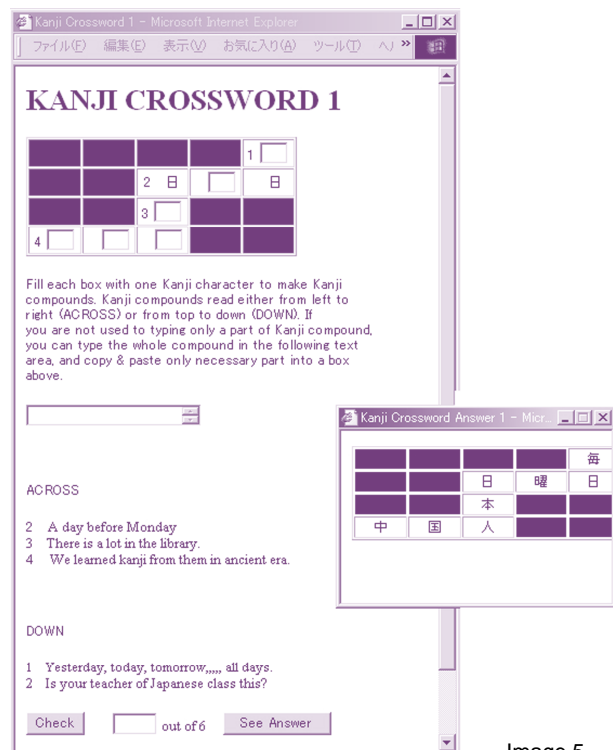 Kanji Crossword 1 - Microsoft Internet Explorer
ファイル(F) 編集(E) 表示(V) お気に入り(A) ツール(T) ヘ »
KANJI CROSSWORD 1
1
2 日 日
3
4
Fill each box with one Kanji character to make Kanji
compounds. Kanji compounds read either from left to
right (ACROSS) or from top to down (DOWN). If
you are not used to typing only a part of Kanji compound,
you can type the whole compound in the following text
area, and copy & paste only necessary part into a box
above.
ACROSS
2 A day before Monday
3 There is a lot in the library.
4 We learned kanji from them in ancient era.
DOWN
1 Yesterday, today, tomorrow,,,,, all days.
2 Is your teacher of Japanese class this?
Check out of 6 See Answer
Kanji Crossword Answer 1 - Micr...
毎
日 曜 日
本
中 国 人
Image 5